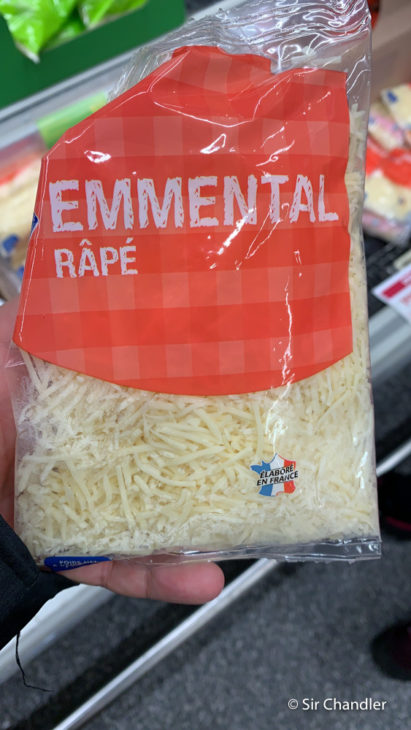 EMMENTAL
RÂPÉ
ÉLABORÉ
EN FRANCE
© Sir Chandler